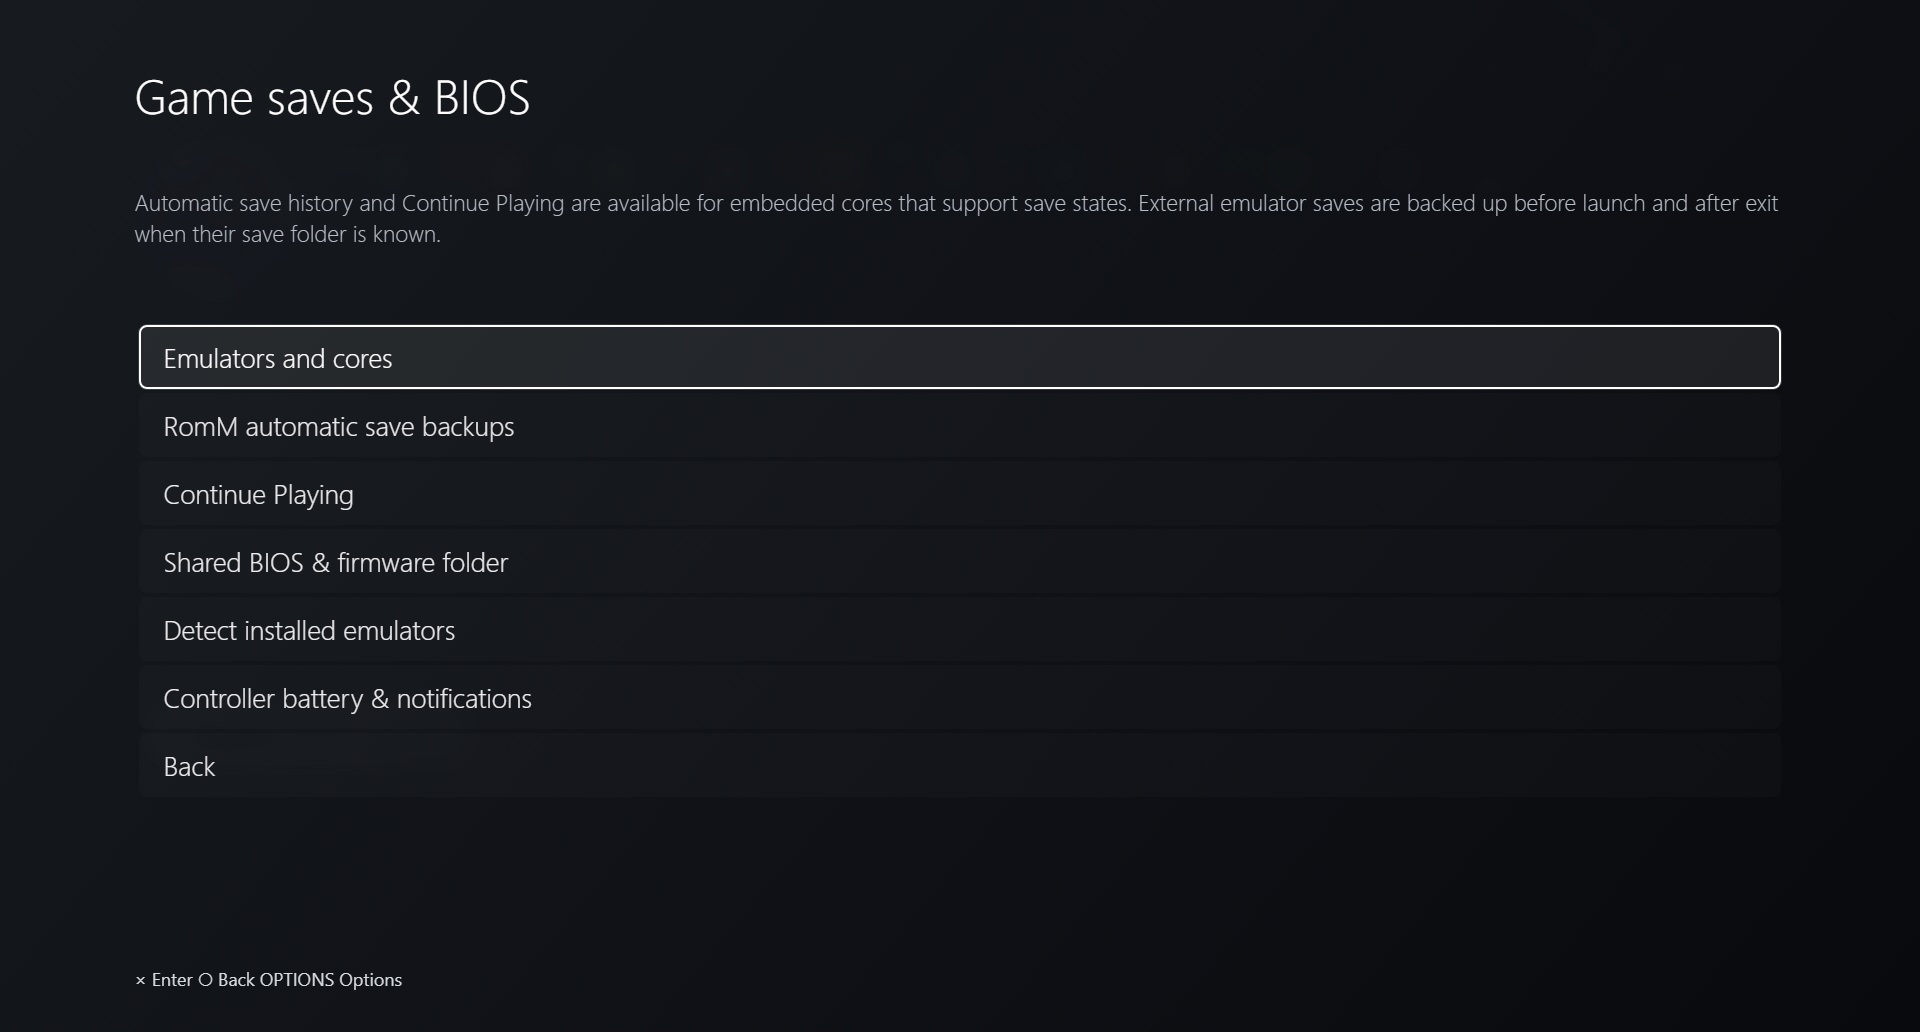 Game saves & BIOS
Automatic save history and Continue Playing are available for embedded cores that support save states. External emulator saves are backed up before launch and after exit
when their save folder is known.
Emulators and cores
RomM automatic save backups
Continue Playing
Shared BIOS & firmware folder
Detect installed emulators
Controller battery & notifications
Back
× Enter ○ Back OPTIONS Options